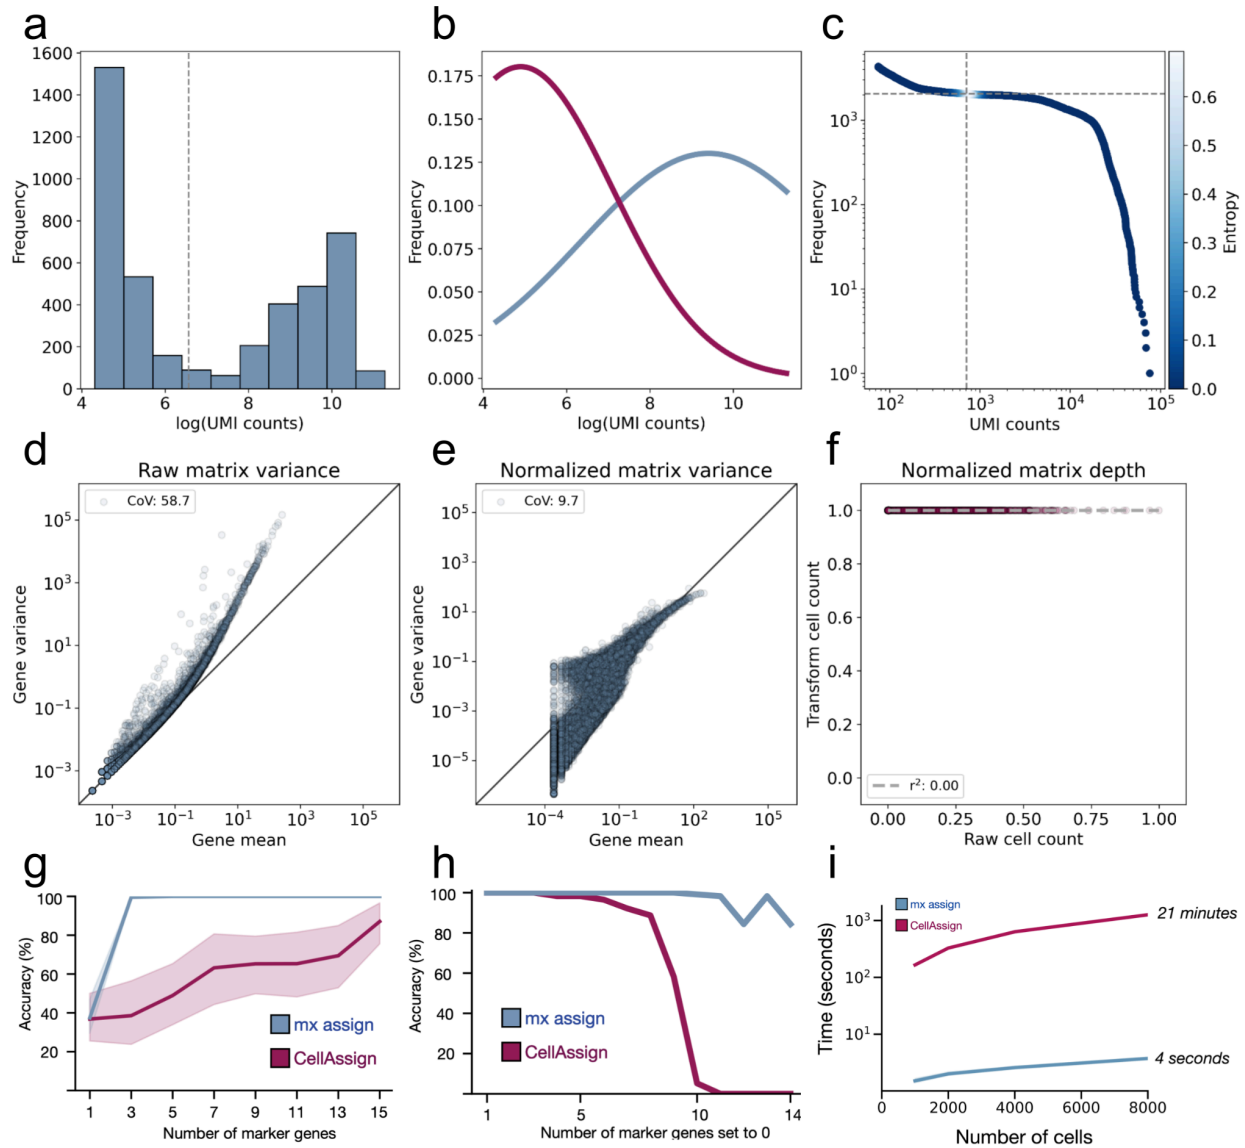 a
1600
1400
1200
1000
800
600
400
200
0
Frequency
4
6
8
10
log(UMI counts)
b
0.175
0.150
0.125
0.100
0.075
0.050
0.025
0.000
Frequency
4
6
8
10
log(UMI counts)
c
10³
10²
10¹
10⁰
Frequency
10²
10³
10⁴
10⁵
UMI counts
0.6
0.5
0.4
0.3
0.2
0.1
0.0
Entropy
d
Raw matrix variance
CoV: 58.7
10⁵
10³
10¹
10⁻¹
10⁻³
Gene variance
10⁻³
10⁻¹
10¹
10³
10⁵
Gene mean
e
Normalized matrix variance
CoV: 9.7
10⁵
10³
10¹
10⁻¹
10⁻³
10⁻⁵
Gene variance
10⁻⁴
10⁻¹
10²
10⁵
Gene mean
f
Normalized matrix depth
1.0
0.8
0.6
0.4
0.2
0.0
Transform cell count
r²: 0.00
0.00
0.25
0.50
0.75
1.00
Raw cell count
g
100
80
60
40
20
Accuracy (%)
mx assign
CellAssign
1
3
5
7
9
11
13
15
Number of marker genes
h
100
80
60
40
20
Accuracy (%)
mx assign
CellAssign
1
5
10
14
Number of marker genes set to 0
i
mx assign
CellAssign
10³
10²
10¹
Time (seconds)
21 minutes
4 seconds
0
2000
4000
6000
8000
Number of cells